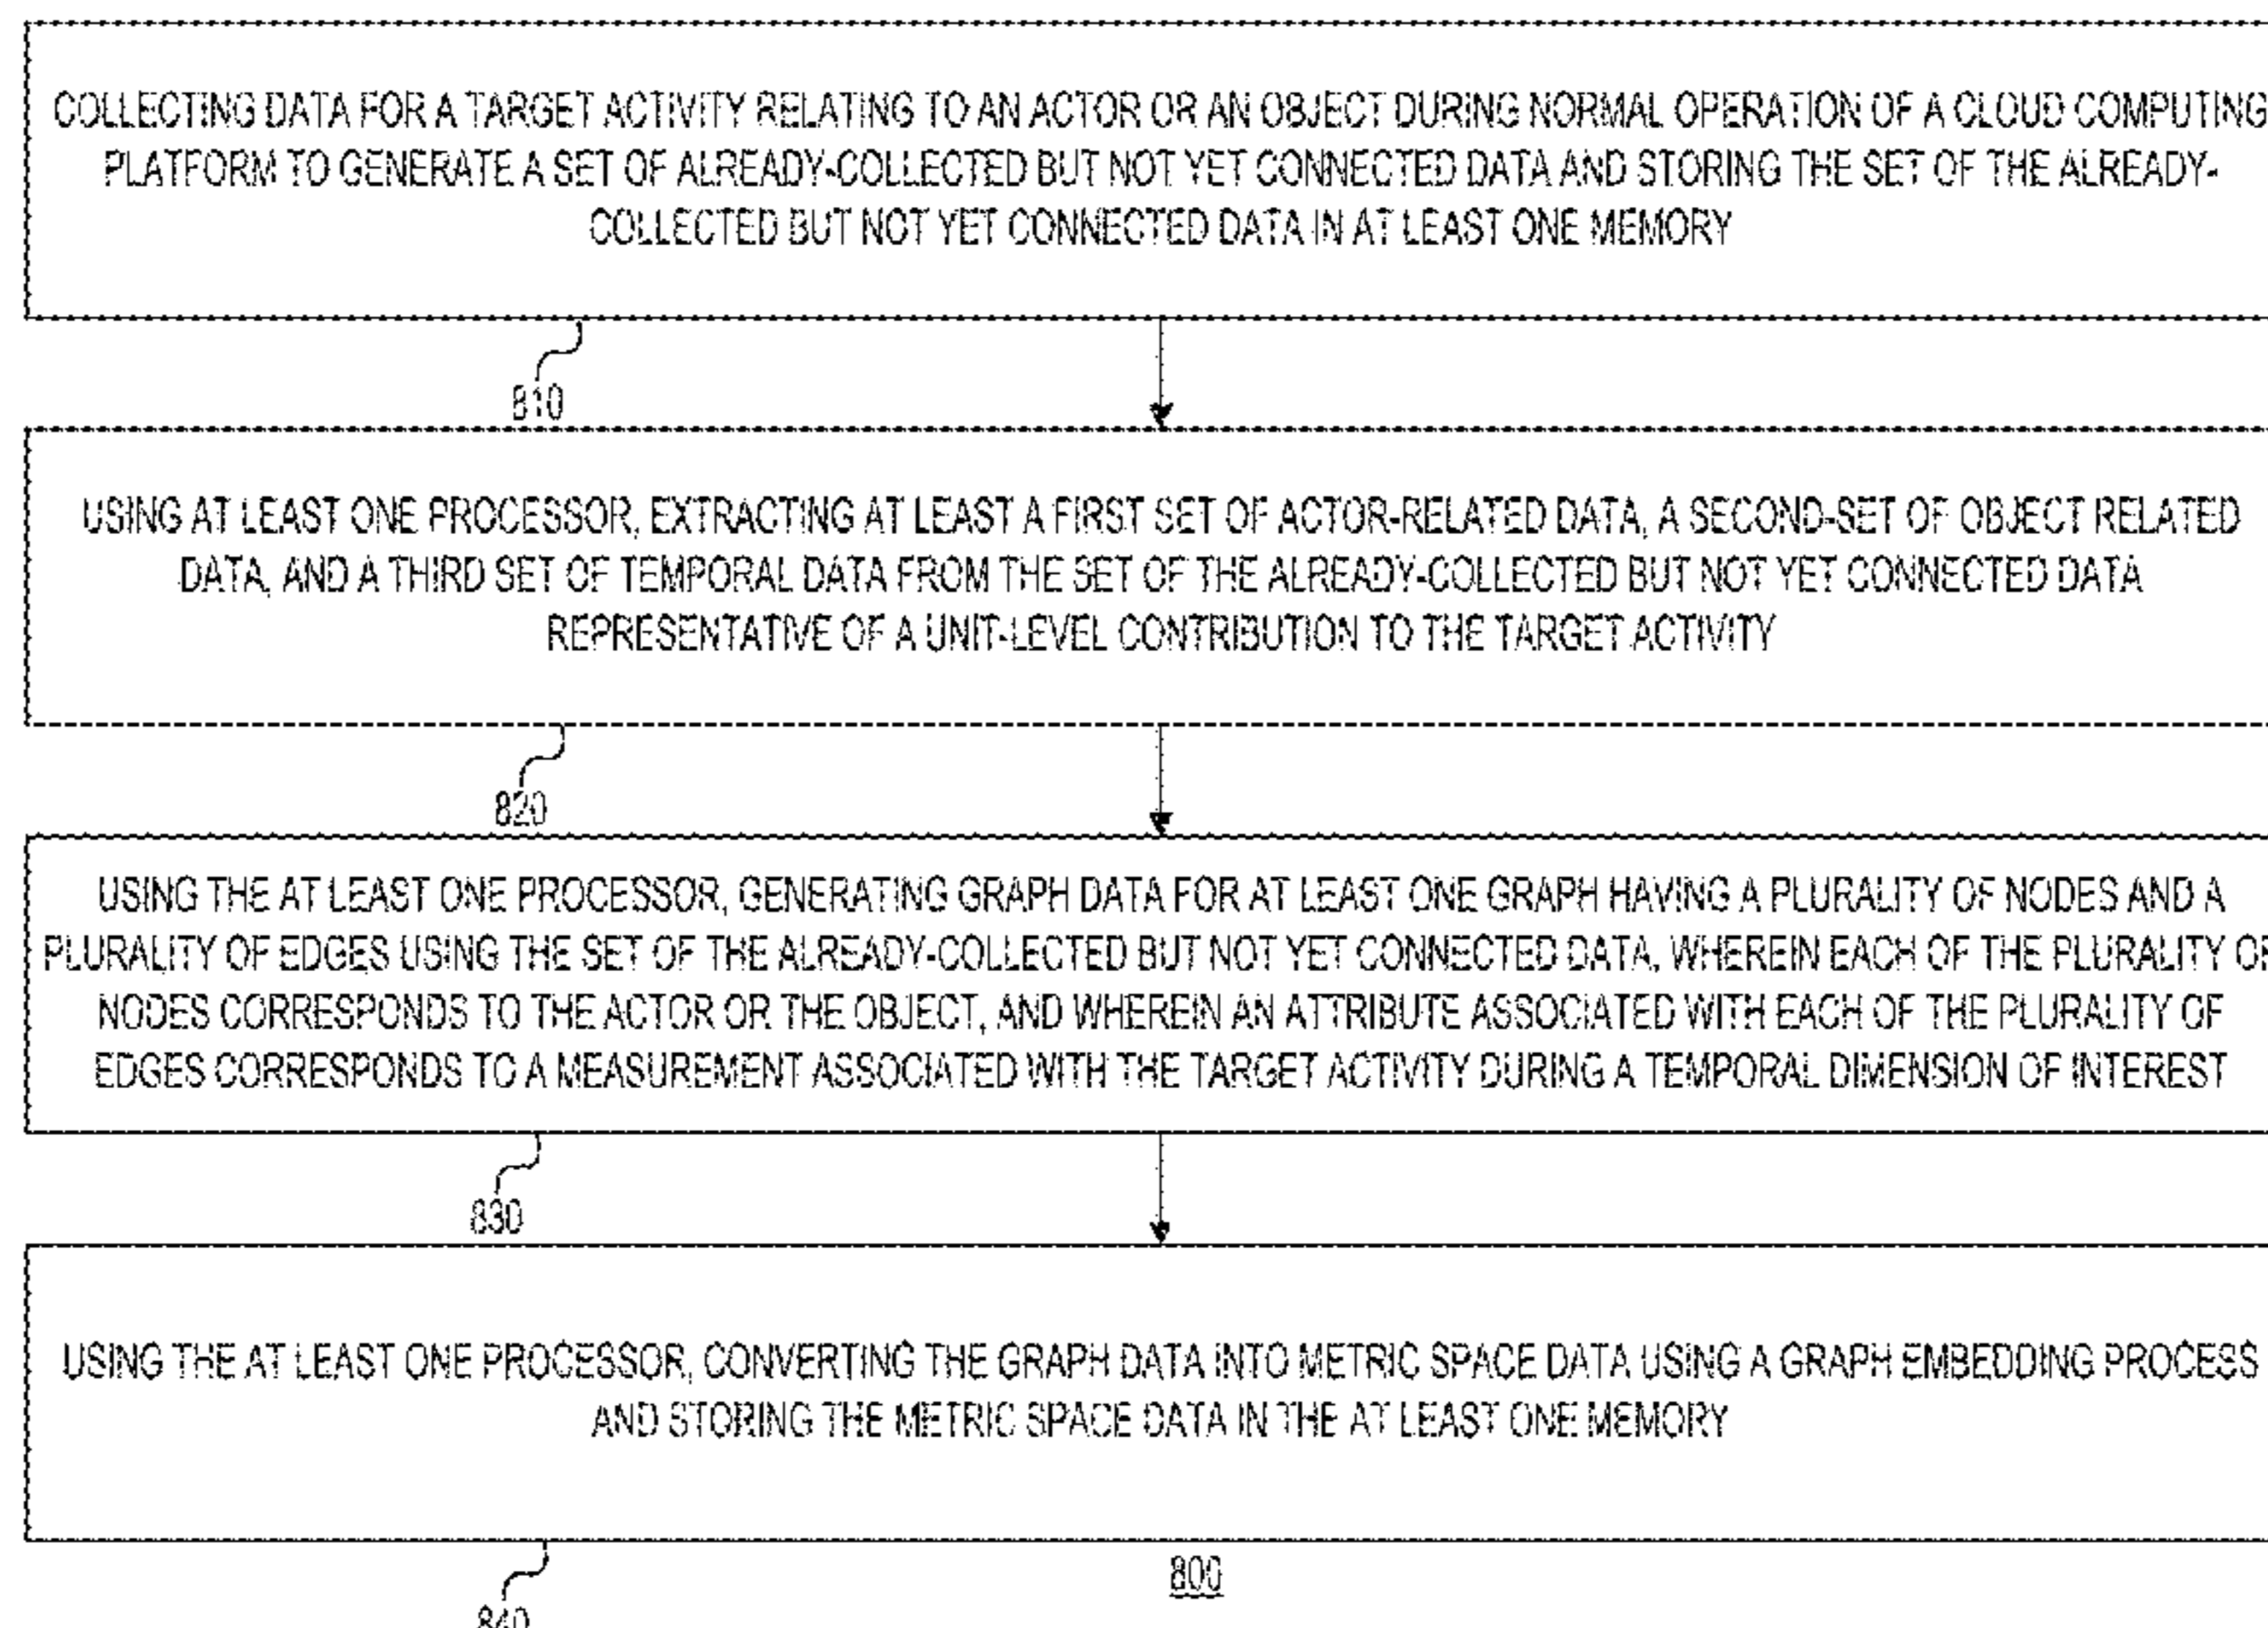 COLLECTING DATA FOR A TARGET ACTIVITY RELATING TO AN ACTOR OR AN OBJECT DURING NORMAL OPERATION OF A CLOUD COMPUTING
PLATFORM TO GENERATE A SET OF ALREADY-COLLECTED BUT NOT YET CONNECTED DATA AND STORING THE SET OF THE ALREADY-
COLLECTED BUT NOT YET CONNECTED DATA IN AT LEAST ONE MEMORY
810
USING AT LEAST ONE PROCESSOR, EXTRACTING AT LEAST A FIRST SET OF ACTOR-RELATED DATA, A SECOND-SET OF OBJECT RELATED
DATA, AND A THIRD SET OF TEMPORAL DATA FROM THE SET OF THE ALREADY-COLLECTED BUT NOT YET CONNECTED DATA
REPRESENTATIVE OF A UNIT-LEVEL CONTRIBUTION TO THE TARGET ACTIVITY
820
USING THE AT LEAST ONE PROCESSOR, GENERATING GRAPH DATA FOR AT LEAST ONE GRAPH HAVING A PLURALITY OF NODES AND A
PLURALITY OF EDGES USING THE SET OF THE ALREADY-COLLECTED BUT NOT YET CONNECTED DATA, WHEREIN EACH OF THE PLURALITY OF
NODES CORRESPONDS TO THE ACTOR OR THE OBJECT, AND WHEREIN AN ATTRIBUTE ASSOCIATED WITH EACH OF THE PLURALITY OF
EDGES CORRESPONDS TO A MEASUREMENT ASSOCIATED WITH THE TARGET ACTIVITY DURING A TEMPORAL DIMENSION OF INTEREST
830
USING THE AT LEAST ONE PROCESSOR, CONVERTING THE GRAPH DATA INTO METRIC SPACE DATA USING A GRAPH EMBEDDING PROCESS
AND STORING THE METRIC SPACE DATA IN THE AT LEAST ONE MEMORY
800
840